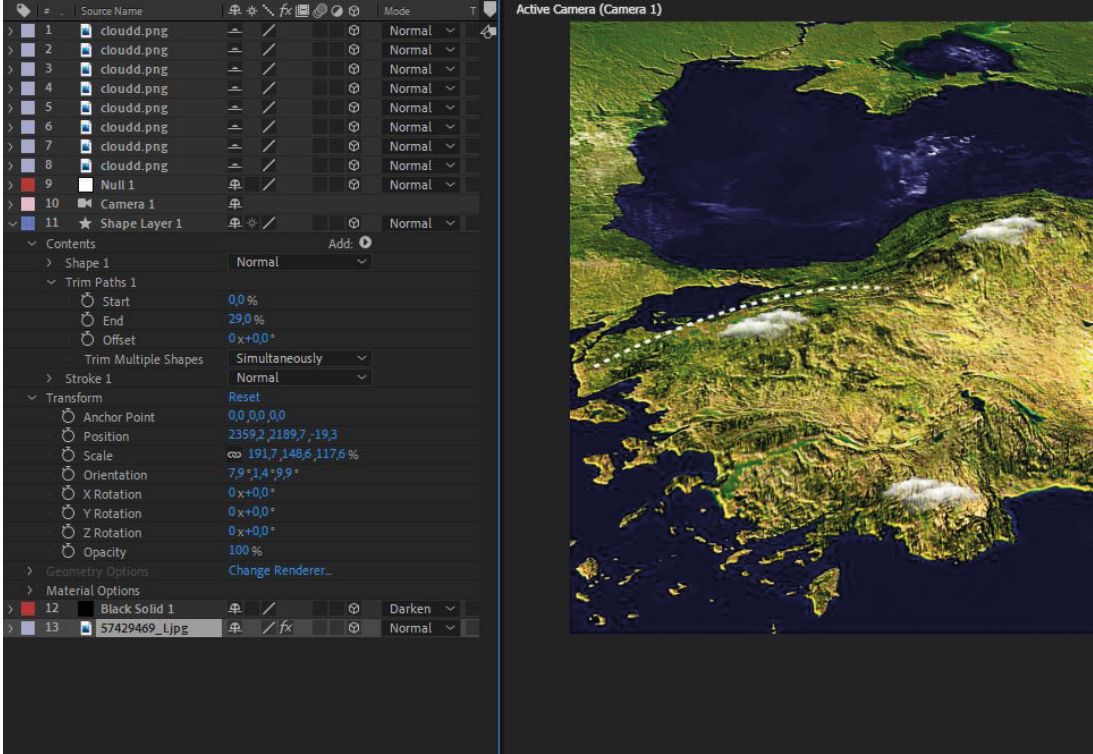 # . Source Name fx Mode T
1 cloudd.png Normal
2 cloudd.png Normal
3 cloudd.png Normal
4 cloudd.png Normal
5 cloudd.png Normal
6 cloudd.png Normal
7 cloudd.png Normal
8 cloudd.png Normal
9 Null 1 Normal
10 Camera 1
11 Shape Layer 1 Normal
Contents Add:
Shape 1 Normal
Trim Paths 1
Start 0,0 %
End 29,0 %
Offset 0 x+0,0 °
Trim Multiple Shapes Simultaneously
Stroke 1 Normal
Transform Reset
Anchor Point 0,0 ,0,0 ,0,0
Position 2359,2 ,2189,7 ,-19,3
Scale 191,7 ,148,6 ,117,6 %
Orientation 7,9 °,1,4 °,9,9 °
X Rotation 0 x+0,0 °
Y Rotation 0 x+0,0 °
Z Rotation 0 x+0,0 °
Opacity 100 %
Geometry Options Change Renderer...
Material Options
12 Black Solid 1 Darken
13 57429469_l.jpg fx Normal
Active Camera (Camera 1)